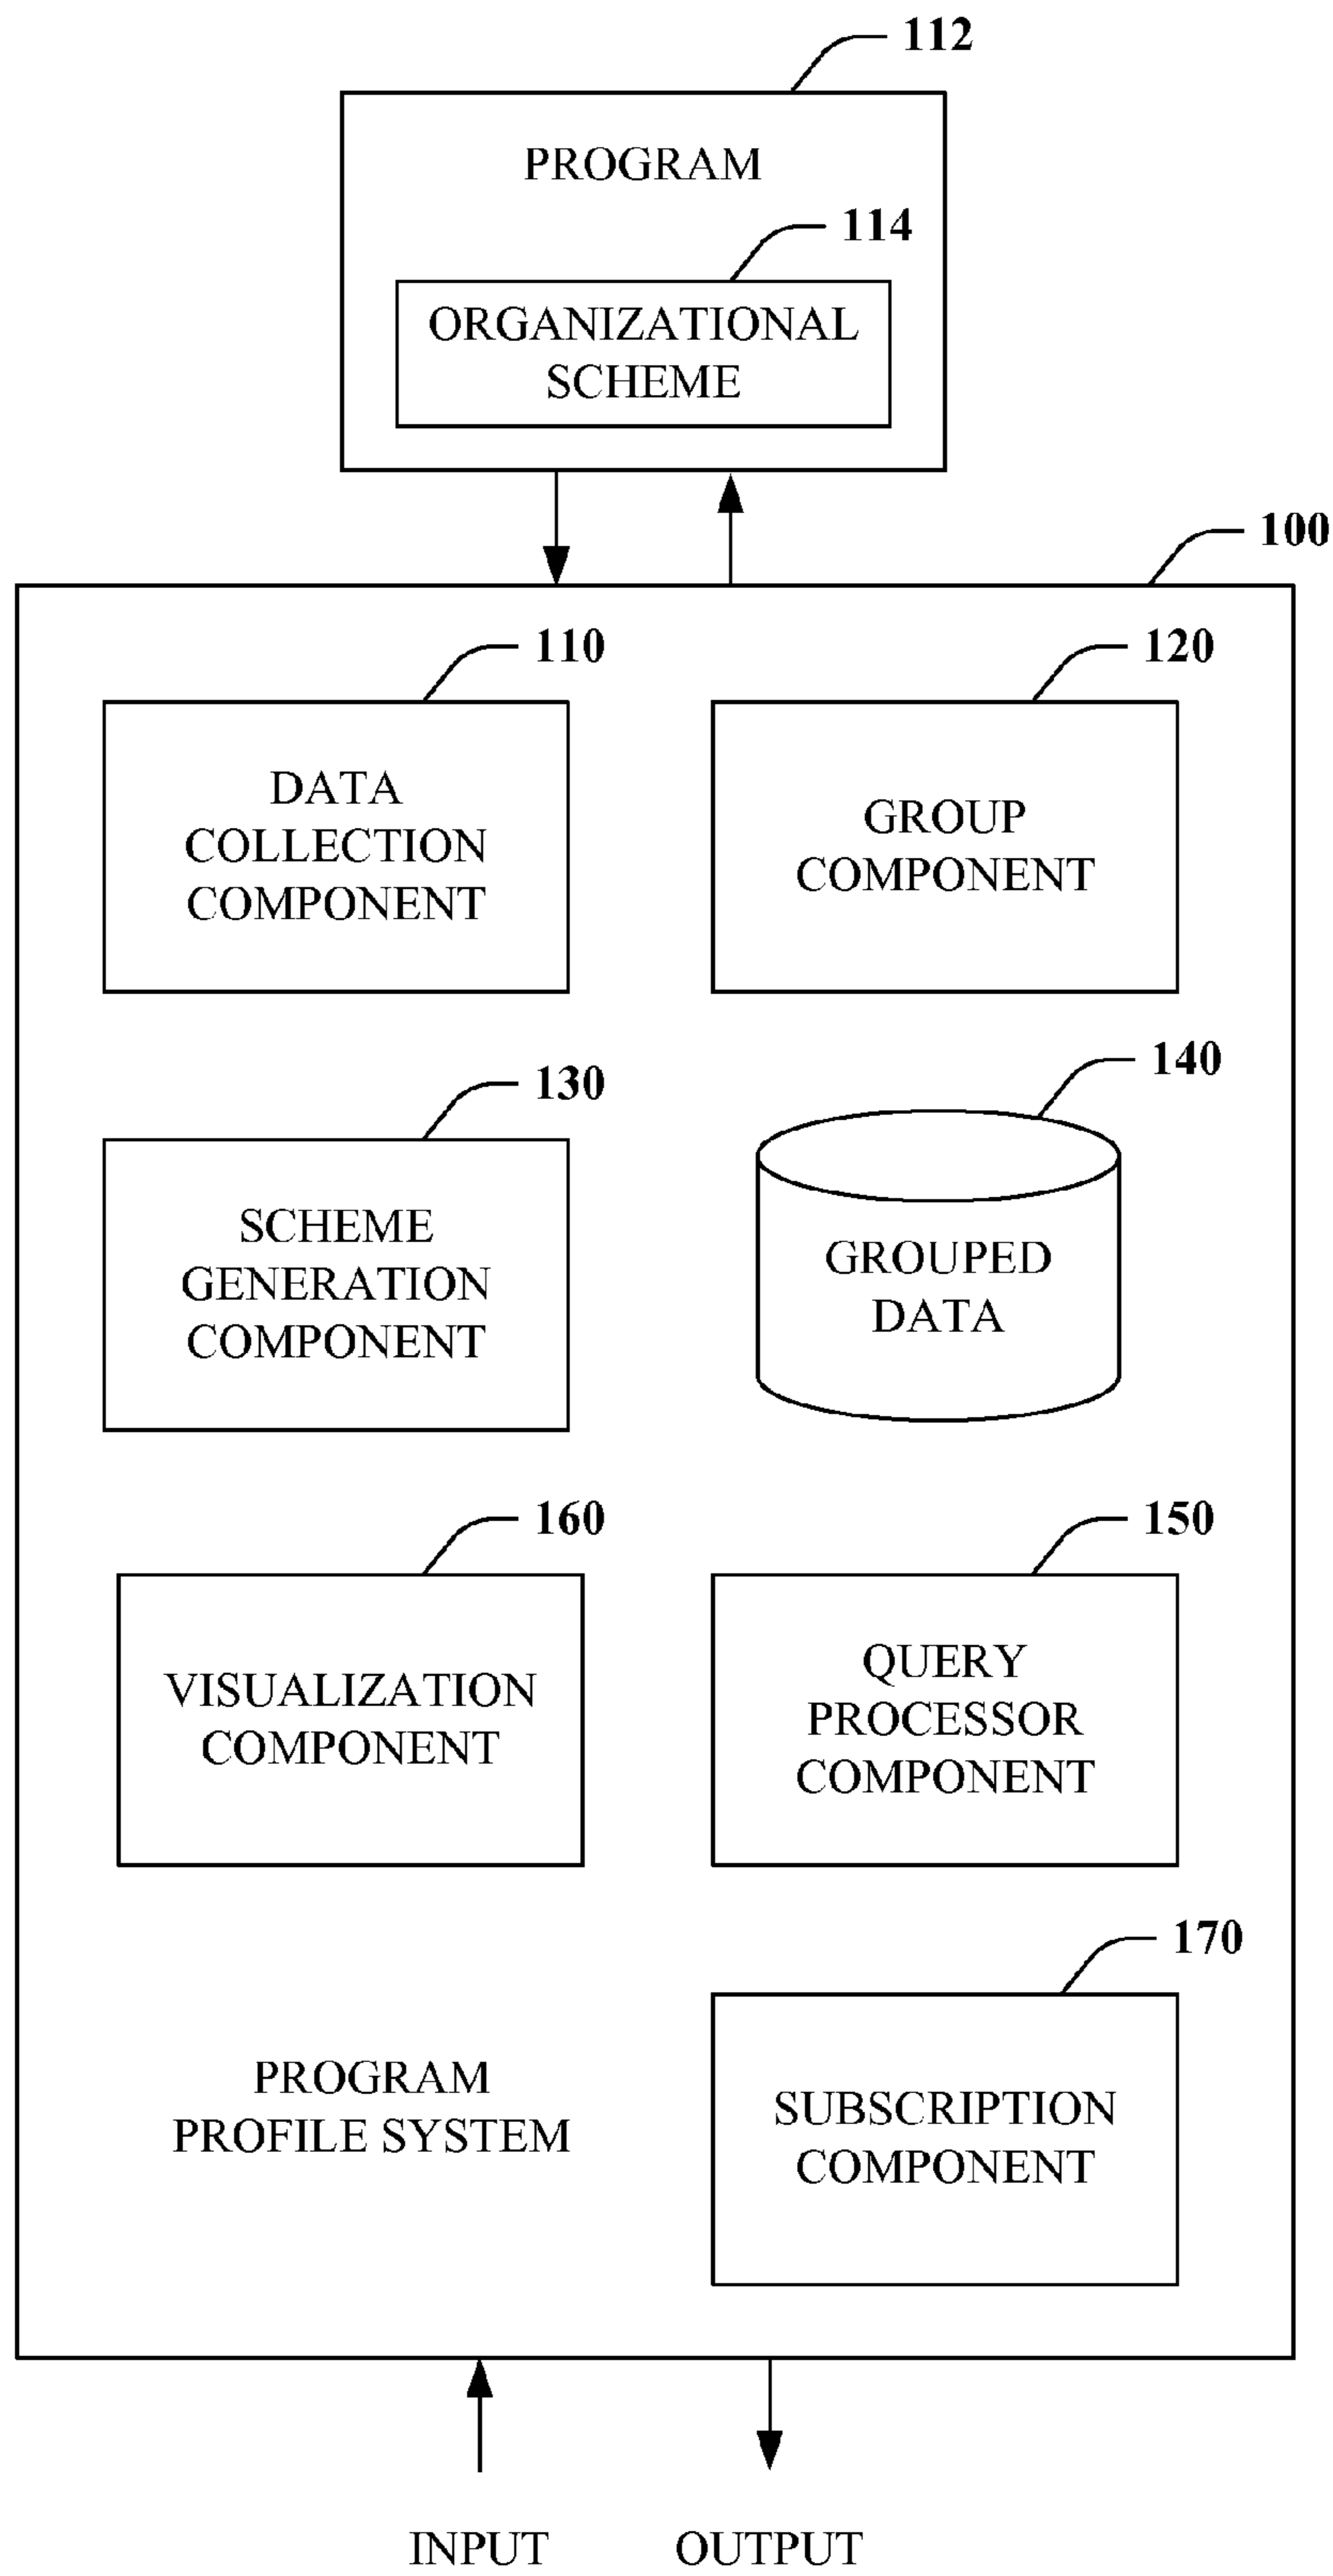 112
PROGRAM
114
ORGANIZATIONAL
SCHEME
100
110
DATA
COLLECTION
COMPONENT
120
GROUP
COMPONENT
130
SCHEME
GENERATION
COMPONENT
140
GROUPED
DATA
160
VISUALIZATION
COMPONENT
150
QUERY
PROCESSOR
COMPONENT
PROGRAM
PROFILE SYSTEM
170
SUBSCRIPTION
COMPONENT
INPUT
OUTPUT